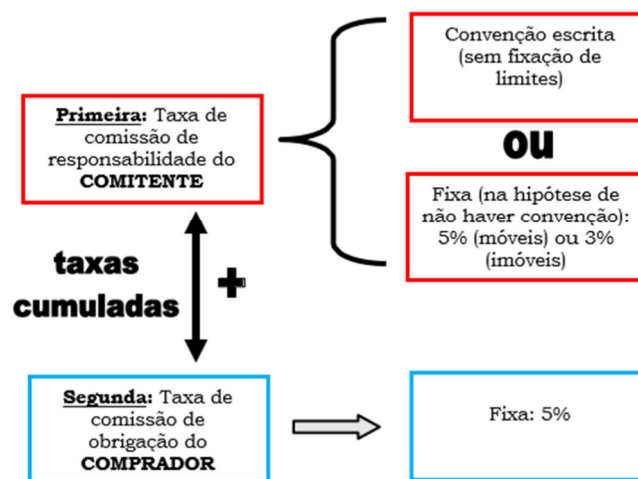 Convenção escrita
(sem fixação de
limites)
Primeira: Taxa de
comissão de
responsabilidade do
COMITENTE
ou
Fixa (na hipótese de
não haver convenção):
5% (móveis) ou 3%
(imóveis)
taxas
cumuladas
+
Segunda: Taxa de
comissão de
obrigação do
COMPRADOR
Fixa: 5%